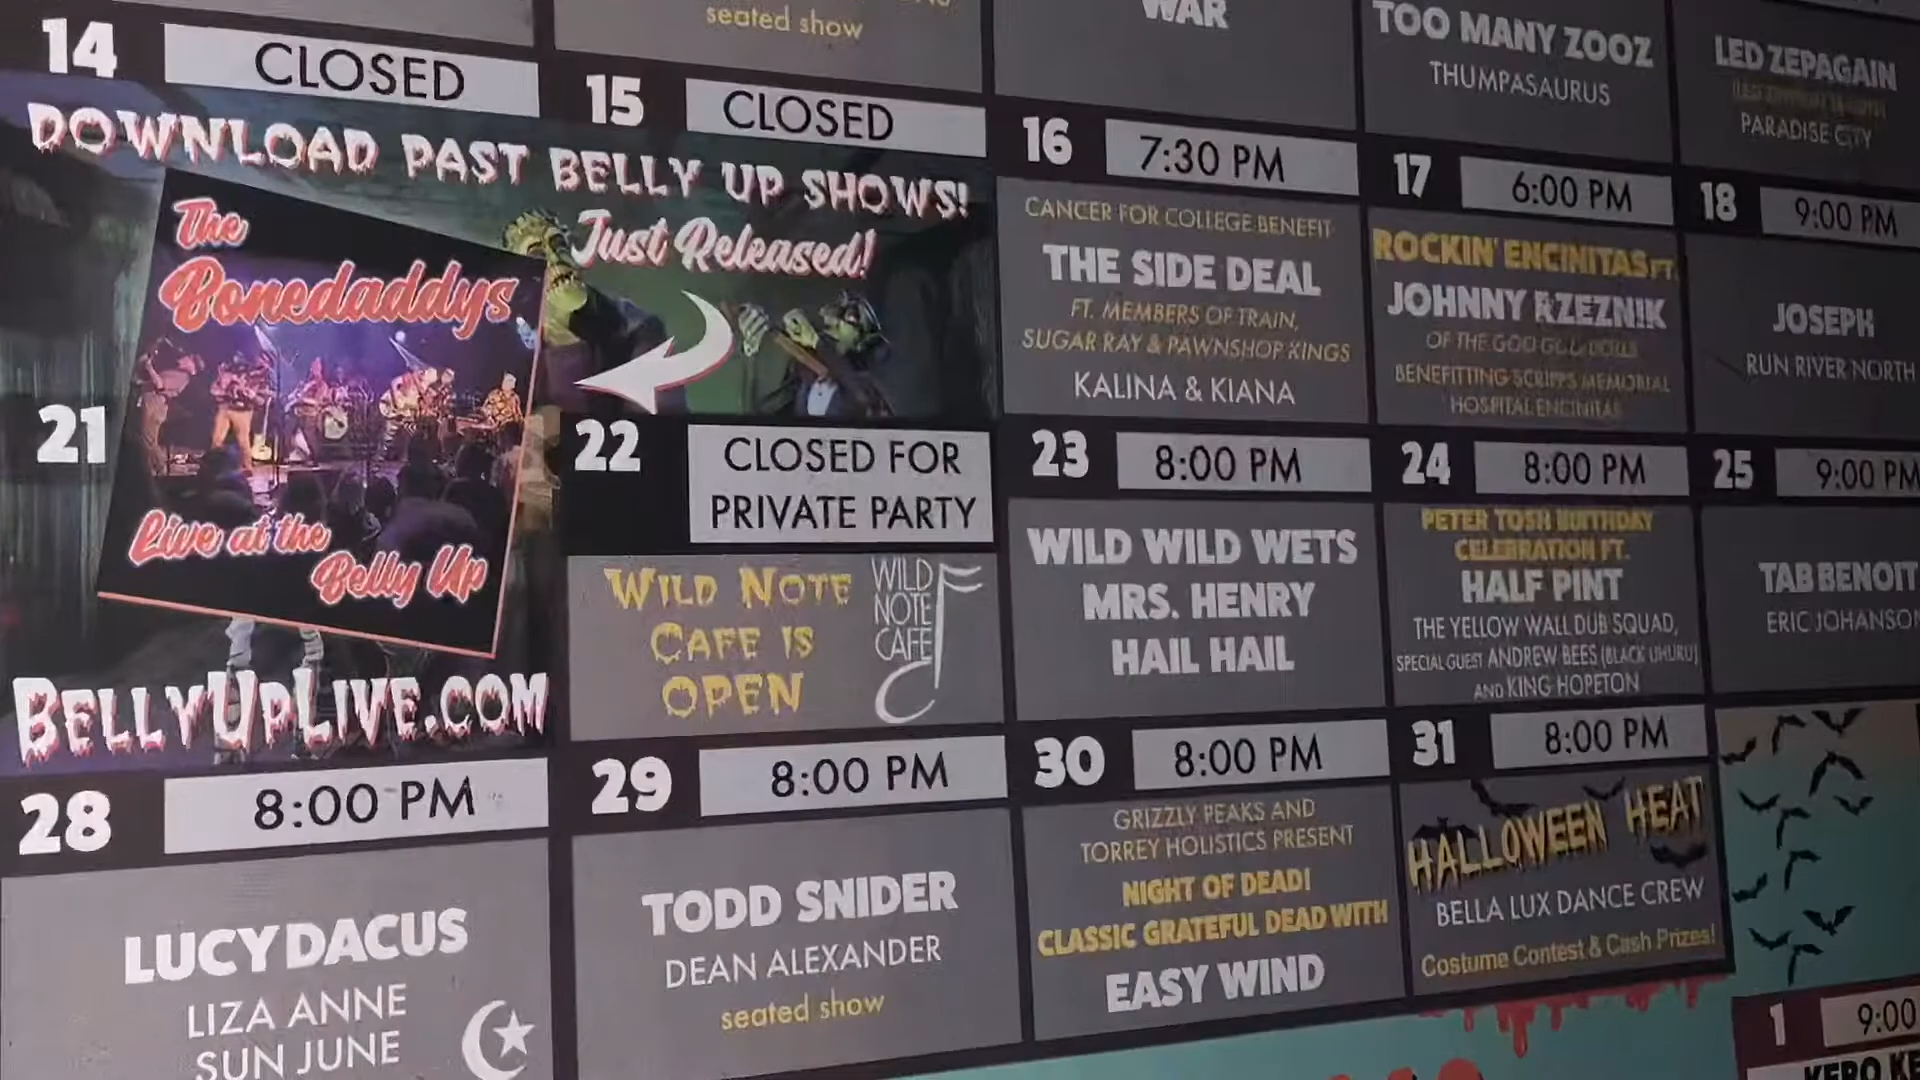 seated show
WAR
TOO MANY ZOOZ
THUMPASAURUS
LED ZEPAGAIN
PARADISE CITY
14 CLOSED
15 CLOSED
16 7:30 PM
17 6:00 PM
18 9:00 PM
DOWNLOAD PAST BELLY UP SHOWS!
Just Released!
The
Bonedaddys
Live at the
Belly Up
BELLYUPLIVE.COM
CANCER FOR COLLEGE BENEFIT
THE SIDE DEAL
FT. MEMBERS OF TRAIN,
SUGAR RAY & PAWNSHOP KINGS
KALINA & KIANA
ROCKIN' ENCINITAS FT.
JOHNNY RZEZNIK
OF THE GOO GOO DOLLS
BENEFITTING SCRIPPS MEMORIAL
HOSPITAL ENCINITAS
JOSEPH
RUN RIVER NORTH
21
22 CLOSED FOR
PRIVATE PARTY
23 8:00 PM
24 8:00 PM
25 9:00 PM
WILD NOTE
CAFE IS
OPEN
WILD
NOTE
CAFE
WILD WILD WETS
MRS. HENRY
HAIL HAIL
PETER TOSH BIRTHDAY
CELEBRATION FT.
HALF PINT
THE YELLOW WALL DUB SQUAD,
SPECIAL GUEST ANDREW BEES (BLACK UHURU)
AND KING HOPETON
TAB BENOIT
ERIC JOHANSON
28 8:00 PM
29 8:00 PM
30 8:00 PM
31 8:00 PM
LUCY DACUS
LIZA ANNE
SUN JUNE
TODD SNIDER
DEAN ALEXANDER
seated show
GRIZZLY PEAKS AND
TORREY HOLISTICS PRESENT
NIGHT OF DEAD!
CLASSIC GRATEFUL DEAD WITH
EASY WIND
HALLOWEEN HEAT
BELLA LUX DANCE CREW
Costume Contest & Cash Prizes!
1 9:00
KERO KE